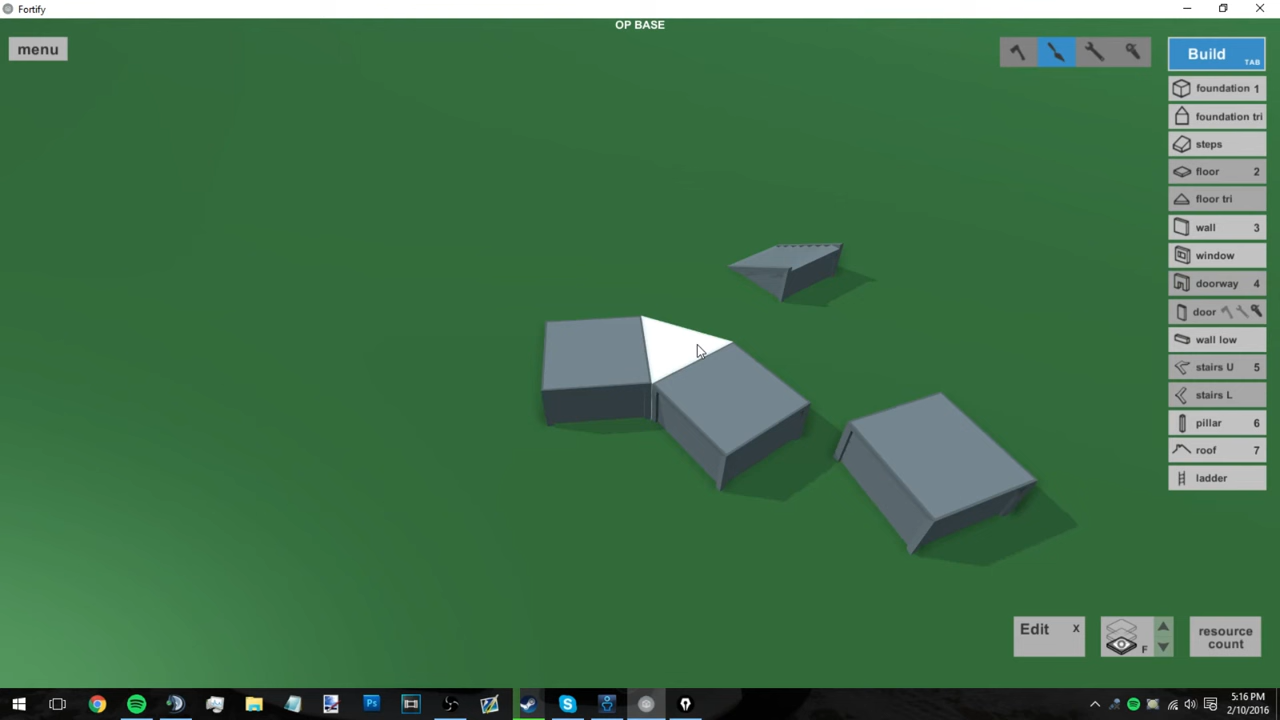 Fortify
OP BASE
menu
Build
TAB
foundation 1
foundation tri
steps
floor 2
floor tri
wall 3
window
doorway 4
door
wall low
stairs U 5
stairs L
pillar 6
roof 7
ladder
Edit X
F
resource
count
Ps
5:16 PM
2/10/2016